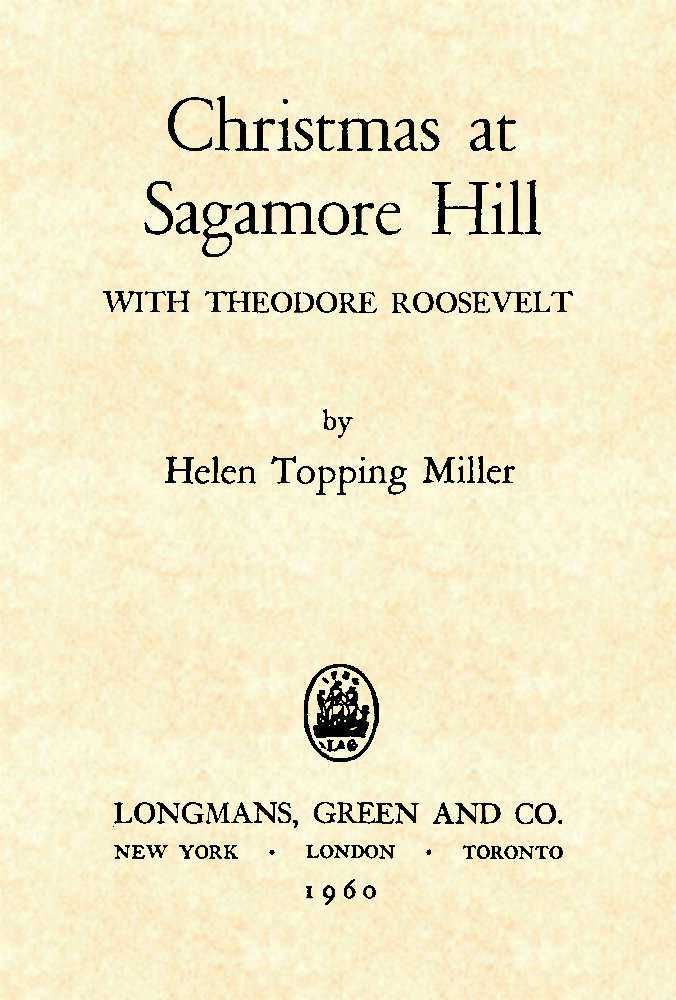 Christmas at
Sagamore Hill
WITH THEODORE ROOSEVELT
by
Helen Topping Miller
LONGMANS, GREEN AND CO.
NEW YORK · LONDON · TORONTO
1960